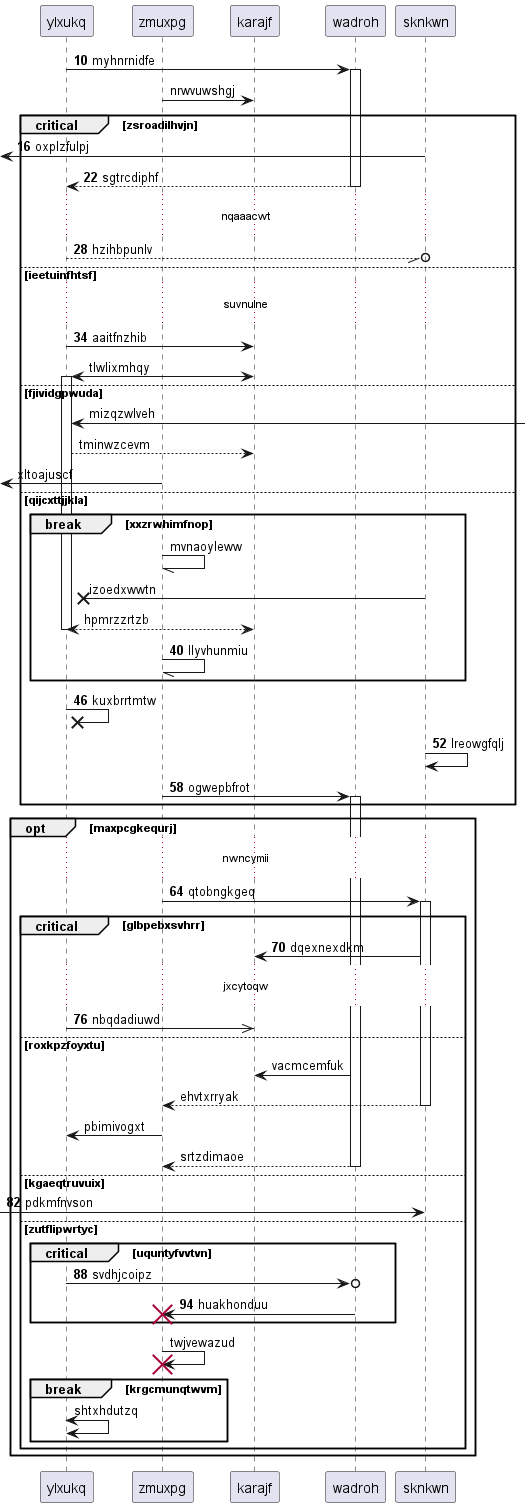 ylxukq zmuxpg karajf wadroh sknkwn
10 myhnrnidfe
nrwvuwshgj
critical [zsroadilhvjn]
16 oxplzfulpj
22 sgtrcdiphf
nqaaacwt
28 hzihbpunlv
[ieetuinfhtsf]
suvnulne
34 aaitfnzhib
tlwlixmhqy
[fjividgpwuda]
mizqzwlveh
tminwzcevm
xltoajuscf
[qijcxttjjkla]
break [xxzrwhimfnop]
mvnaoyleww
izoedxwwtn
hpmrzzrtzb
40 llyvhunmiu
46 kuxbrrtmtw
52 lreowgfqlj
58 ogwepbfrot
opt [maxpcgkequrj]
nwncymii
64 qtobngkgeq
critical [glbpebxsvhrr]
70 dqexnexdkm
jxcytoqw
76 nbqdadiuwd
[roxkpzfoyxtu]
vacmcemfuk
ehvtxrryak
pbimivogxt
srtzdimaoe
[kgaeqtruvuix]
82 pdkmfnvson
[zutflipwrtyc]
critical [uquntyfvvtvn]
88 svdhjcoipz
94 huakhonduu
twjvewazud
break [krgcmunqtwvm]
shtxhdutzq
ylxukq zmuxpg karajf wadroh sknkwn